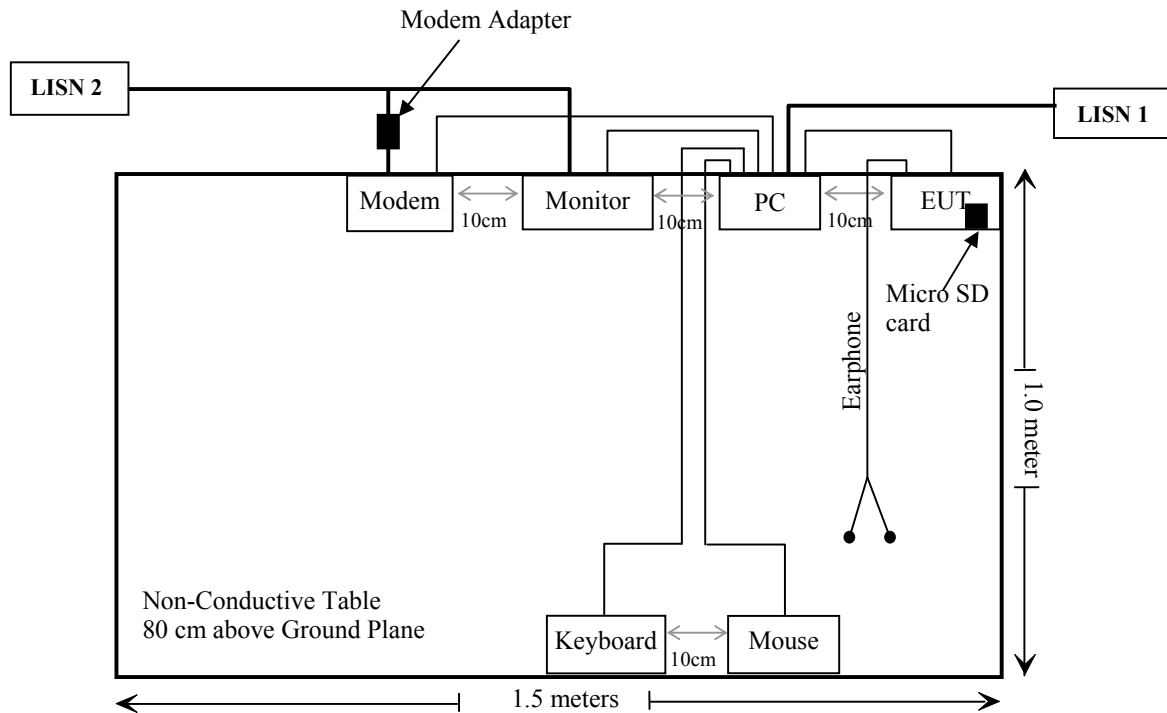 Modem Adapter
LISN 2
LISN 1
Modem
10cm
Monitor
10cm
PC
10cm
EUT
Micro SD
card
Earphone
1.0 meter
Non-Conductive Table
80 cm above Ground Plane
Keyboard
10cm
Mouse
1.5 meters